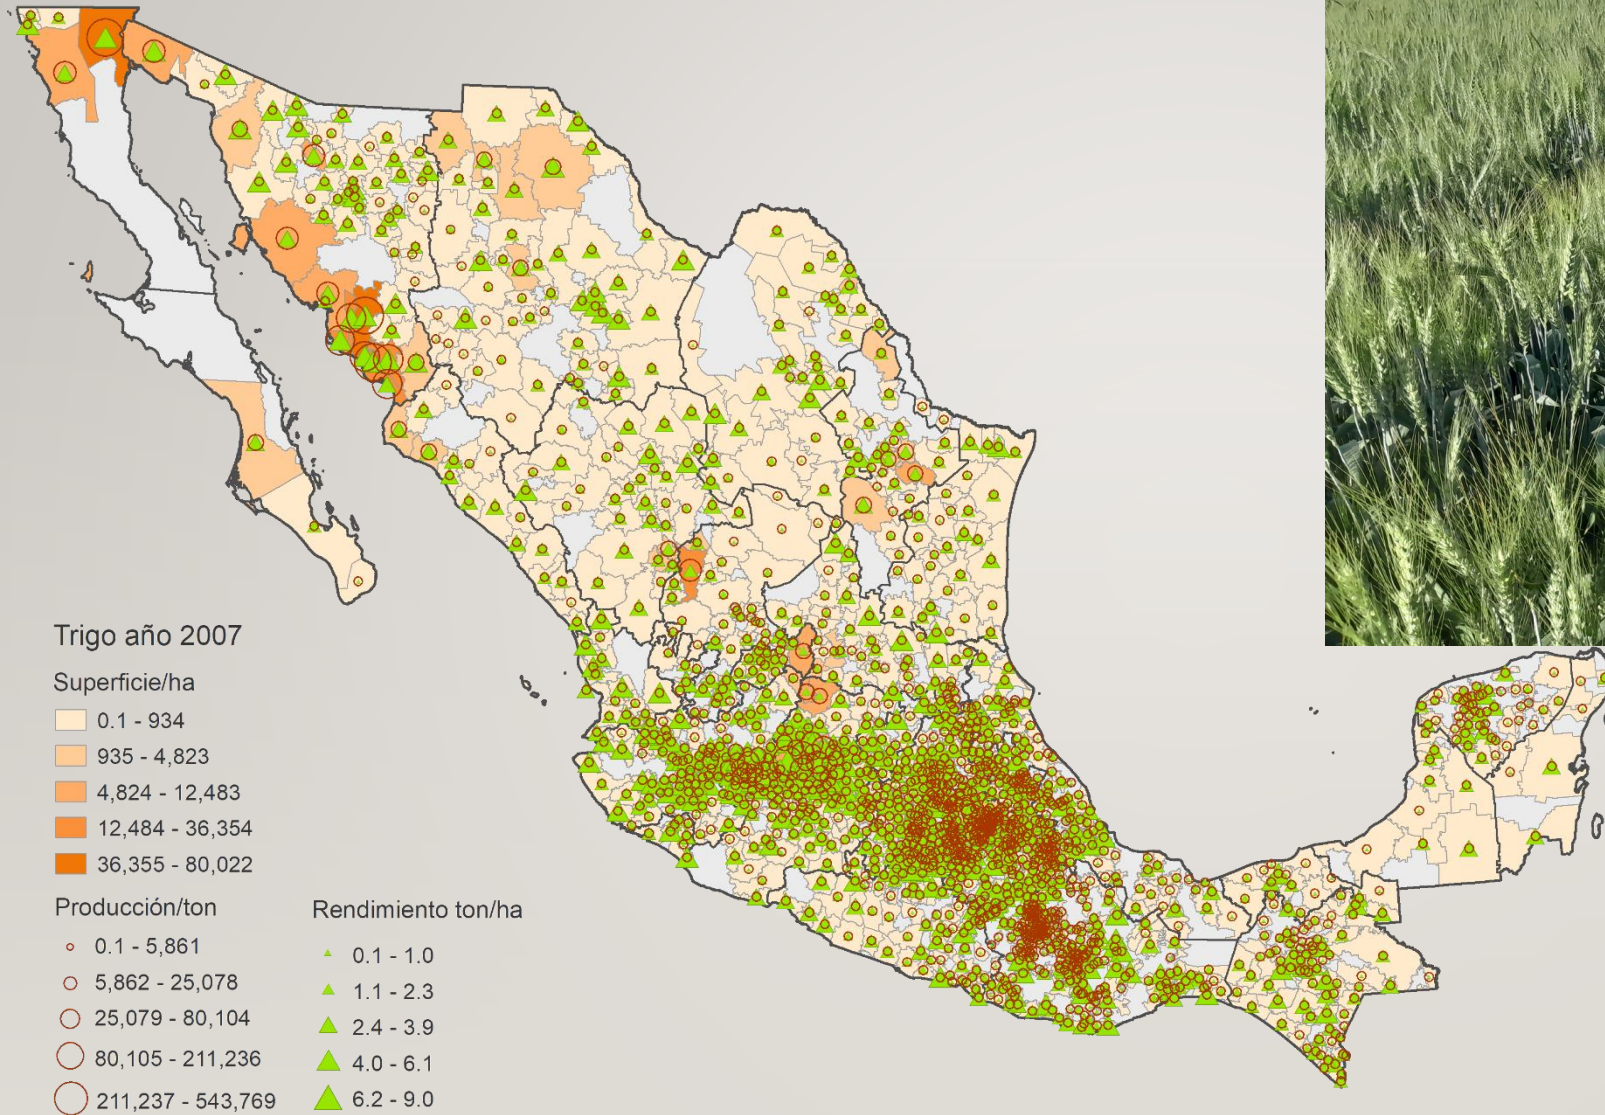 Trigo año 2007
Superficie/ha
0.1 - 934
935 - 4,823
4,824 - 12,483
12,484 - 36,354
36,355 - 80,022
Producción/ton
0.1 - 5,861
5,862 - 25,078
25,079 - 80,104
80,105 - 211,236
211,237 - 543,769
Rendimiento ton/ha
0.1 - 1.0
1.1 - 2.3
2.4 - 3.9
4.0 - 6.1
6.2 - 9.0